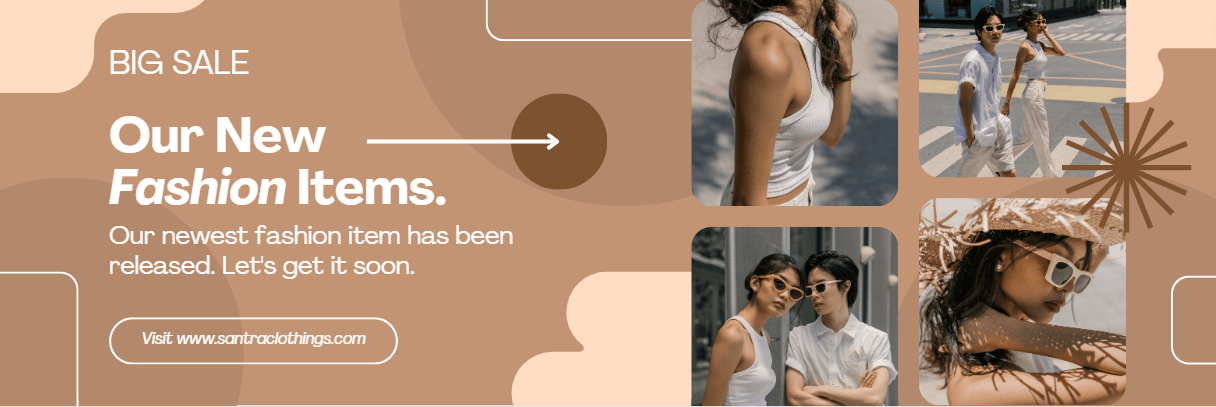 BIG SALE
Our New
Fashion Items.
Our newest fashion item has been
released. Let's get it soon.
Visit www.santraclothings.com